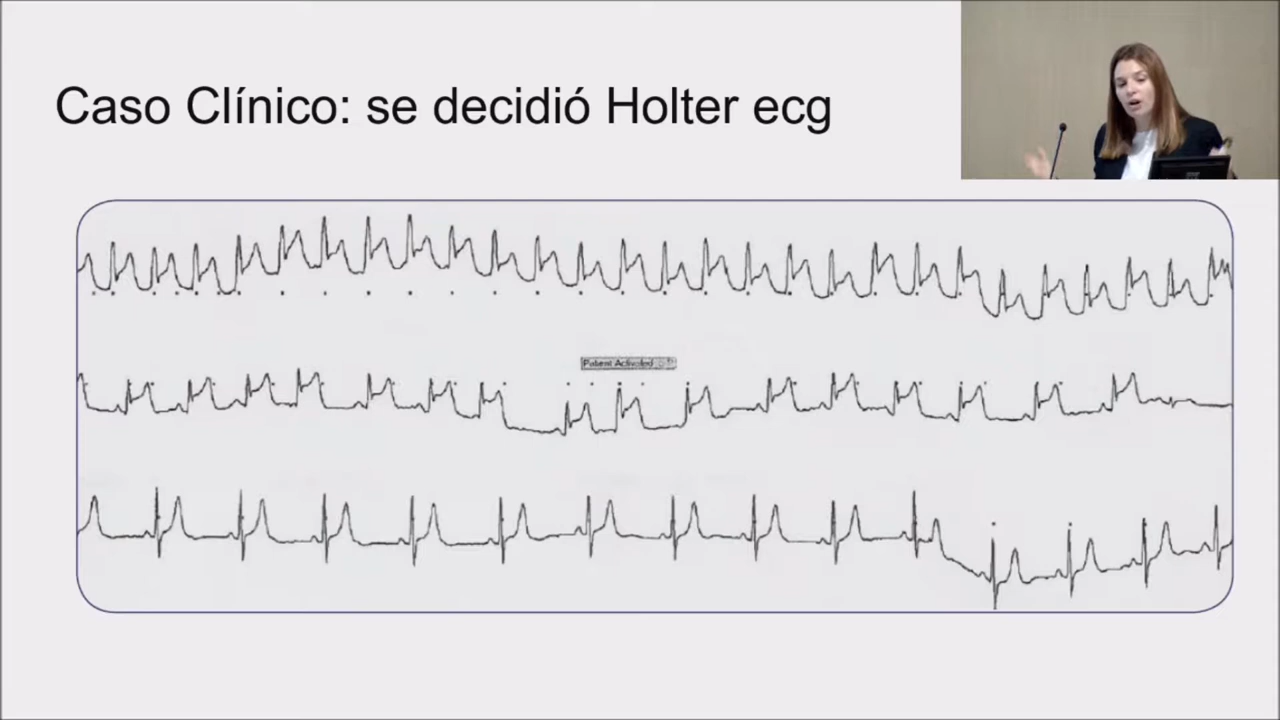 Caso Clínico: se decidió Holter ecg
Patient Activated